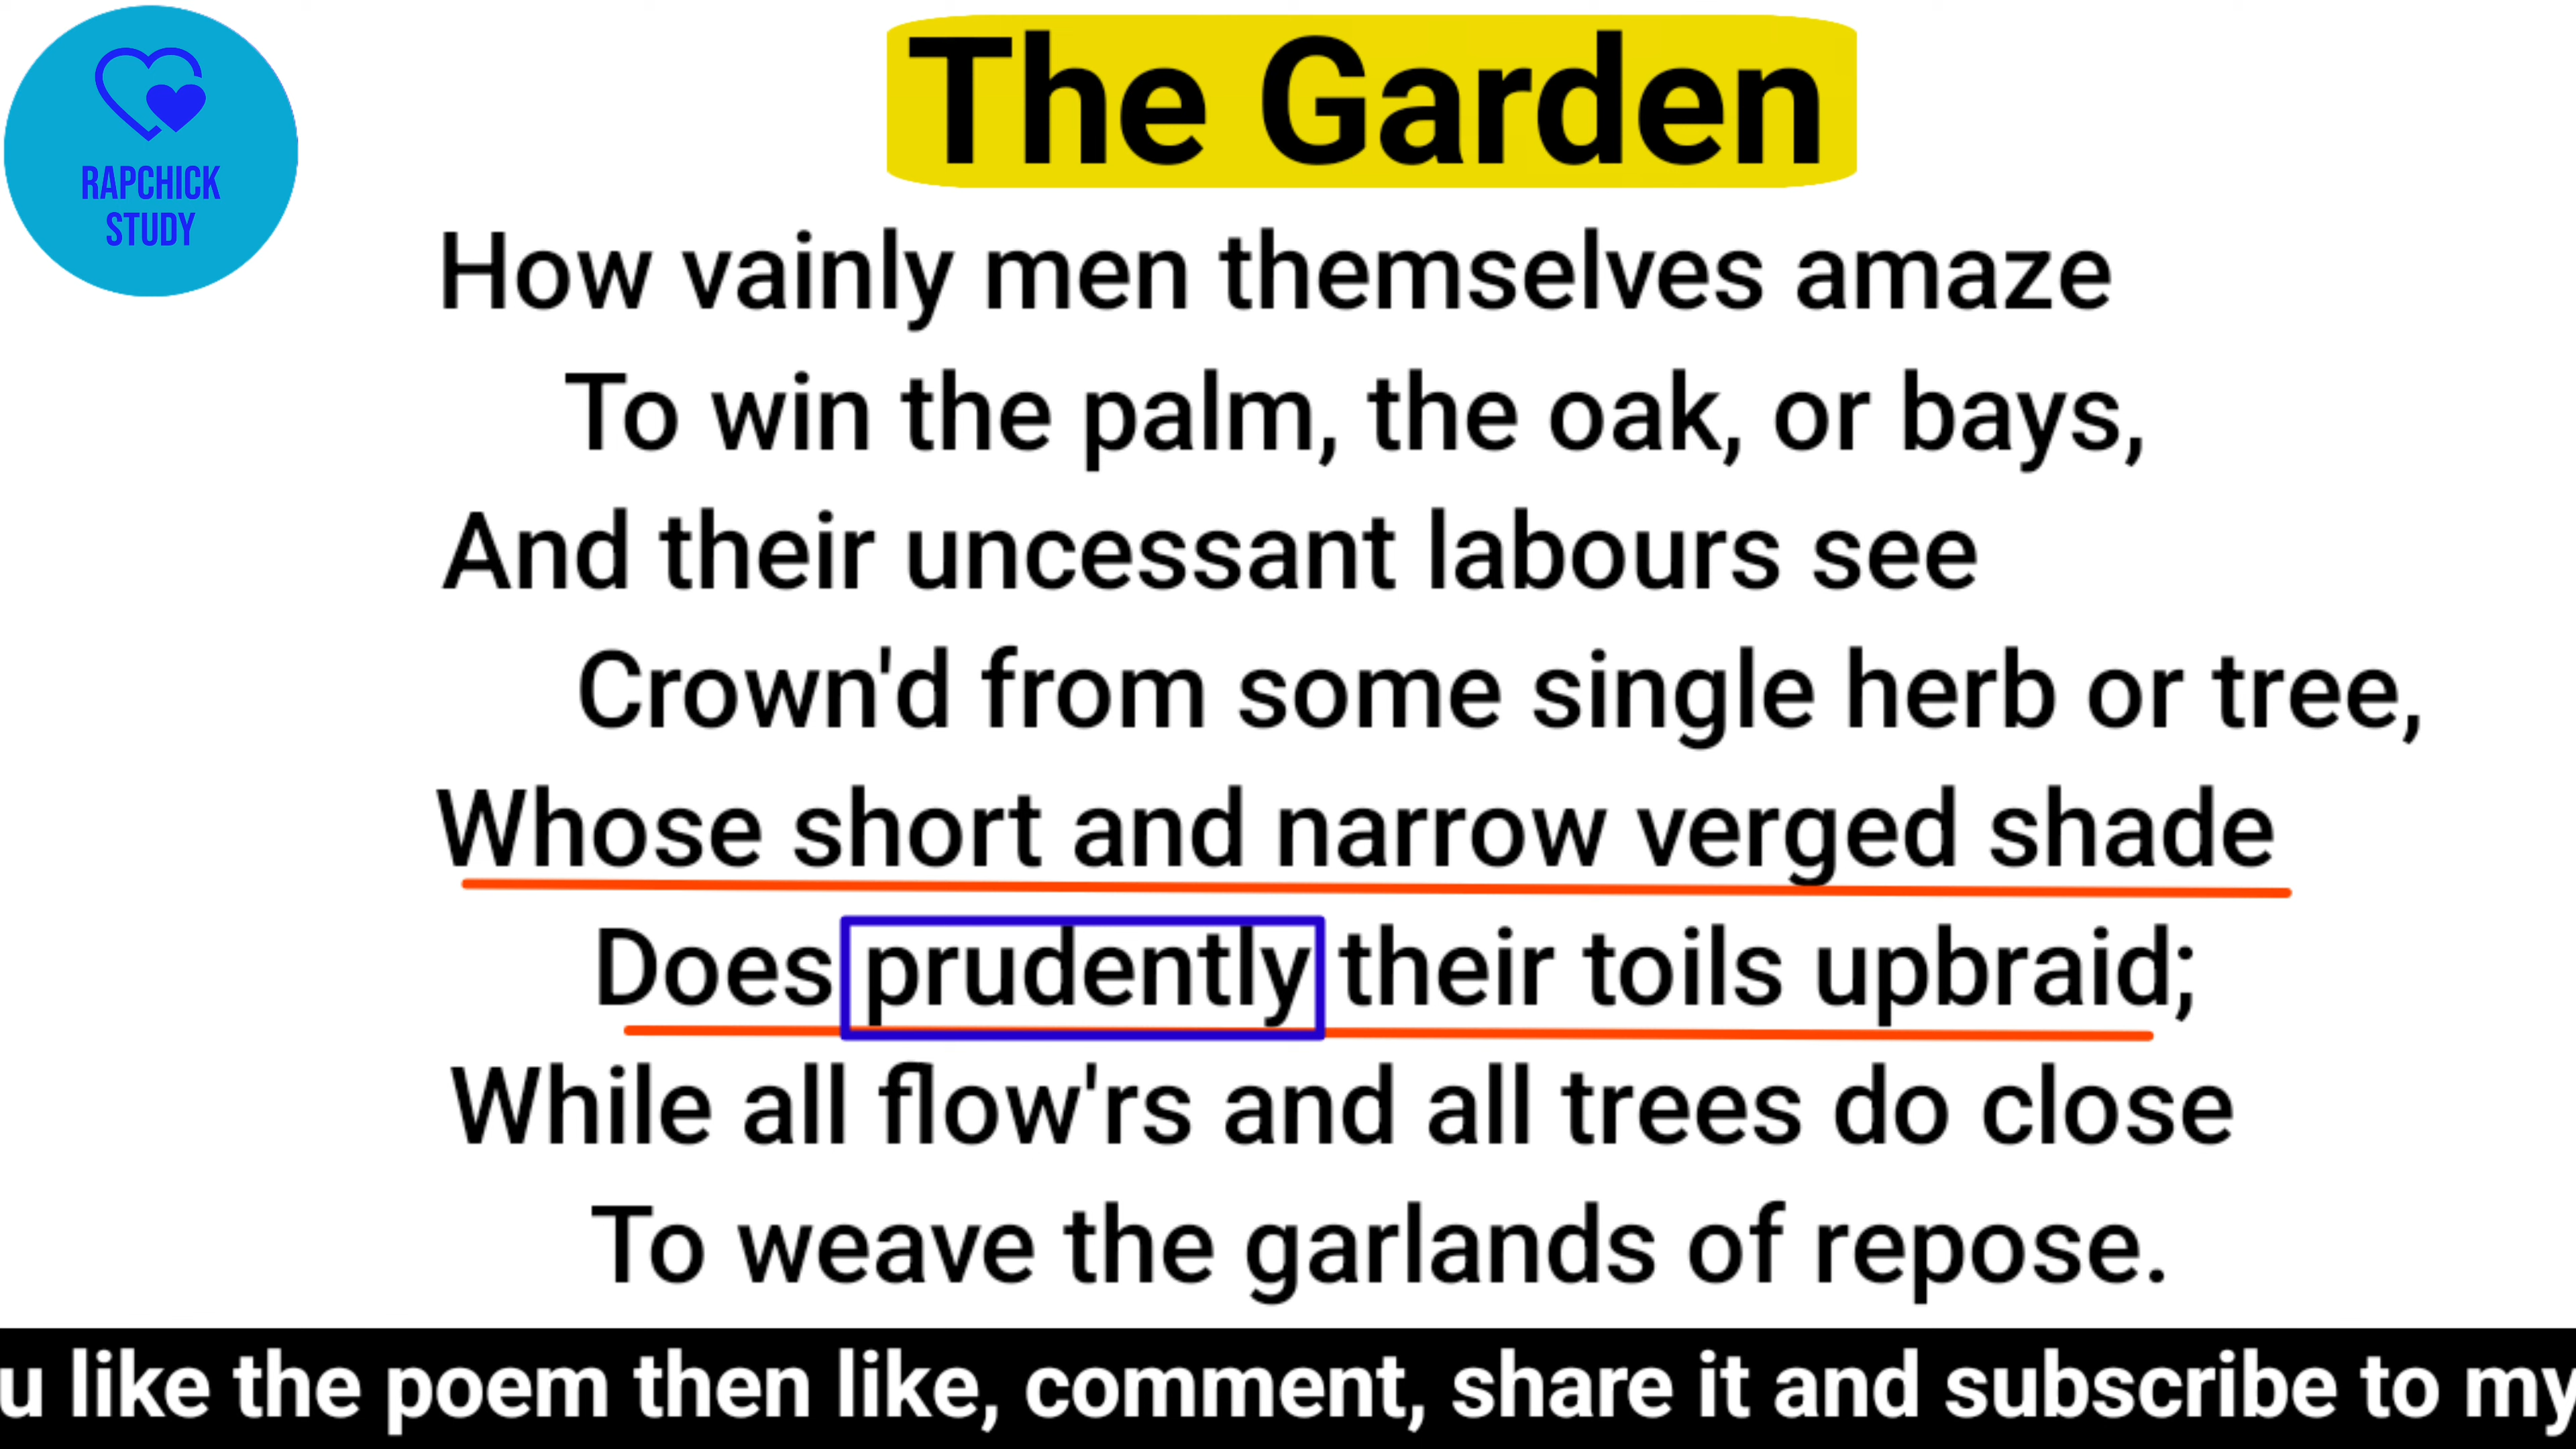 RAPCHICK
STUDY
The Garden
How vainly men themselves amaze
To win the palm, the oak, or bays,
And their uncessant labours see
Crown'd from some single herb or tree,
Whose short and narrow verged shade
Does prudently their toils upbraid;
While all flow'rs and all trees do close
To weave the garlands of repose.
u like the poem then like, comment, share it and subscribe to my